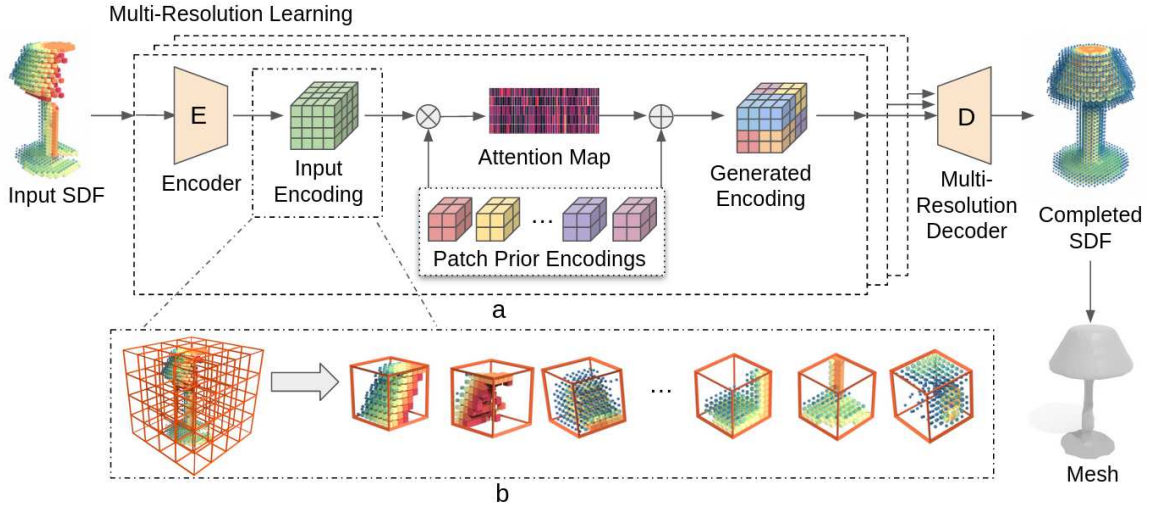 Multi-Resolution Learning
Input SDF
E
Encoder
Input
Encoding
Attention Map
Patch Prior Encodings
...
Generated
Encoding
D
Multi-
Resolution
Decoder
Completed
SDF
a
...
b
Mesh